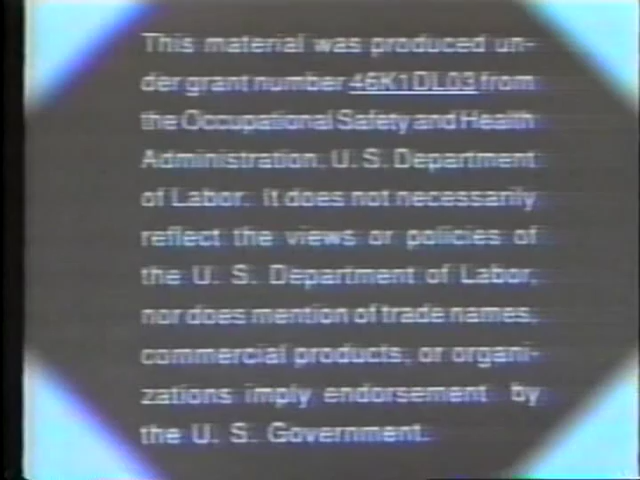 This material was produced un-
der grant number 46K1DL03 from
the Occupational Safety and Health
Administration, U. S. Department
of Labor. It does not necessarily
reflect the views or policies of
the U. S. Department of Labor,
nor does mention of trade names,
commercial products, or organi-
zations imply endorsement by
the U. S. Government.